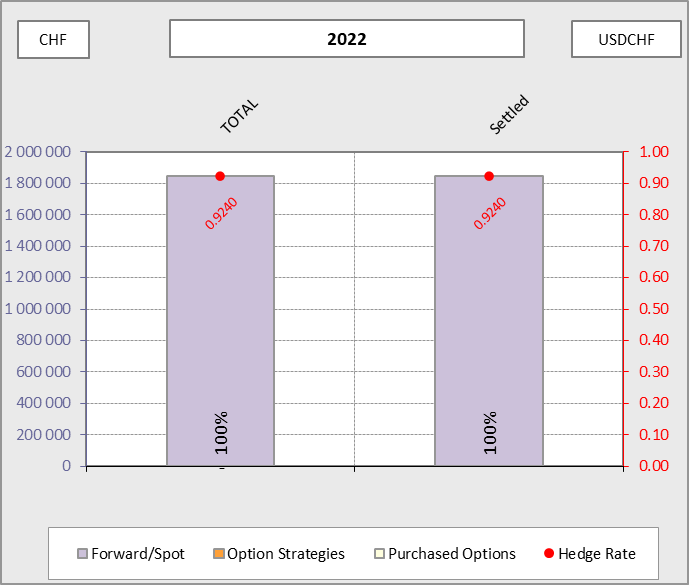 CHF
2022
USDCHF
TOTAL
Settled
2 000 000
1 800 000
1 600 000
1 400 000
1 200 000
1 000 000
800 000
600 000
400 000
200 000
0
1.00
0.90
0.80
0.70
0.60
0.50
0.40
0.30
0.20
0.10
0.00
0.9240
0.9240
100%
100%
-
Forward/Spot
Option Strategies
Purchased Options
Hedge Rate